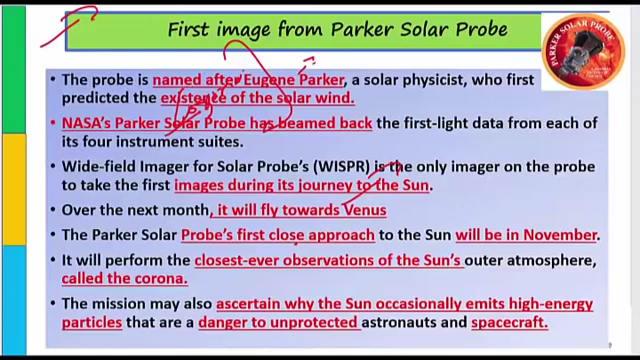 First image from Parker Solar Probe
PARKER SOLAR PROBE
The probe is named after Eugene Parker, a solar physicist, who first
predicted the existence of the solar wind.
NASA's Parker Solar Probe has beamed back the first-light data from each of
its four instrument suites.
Wide-field Imager for Solar Probe's (WISPR) is the only imager on the probe
to take the first images during its journey to the Sun.
Over the next month, it will fly towards Venus
The Parker Solar Probe's first close approach to the Sun will be in November.
It will perform the closest-ever observations of the Sun's outer atmosphere,
called the corona.
The mission may also ascertain why the Sun occasionally emits high-energy
particles that are a danger to unprotected astronauts and spacecraft.